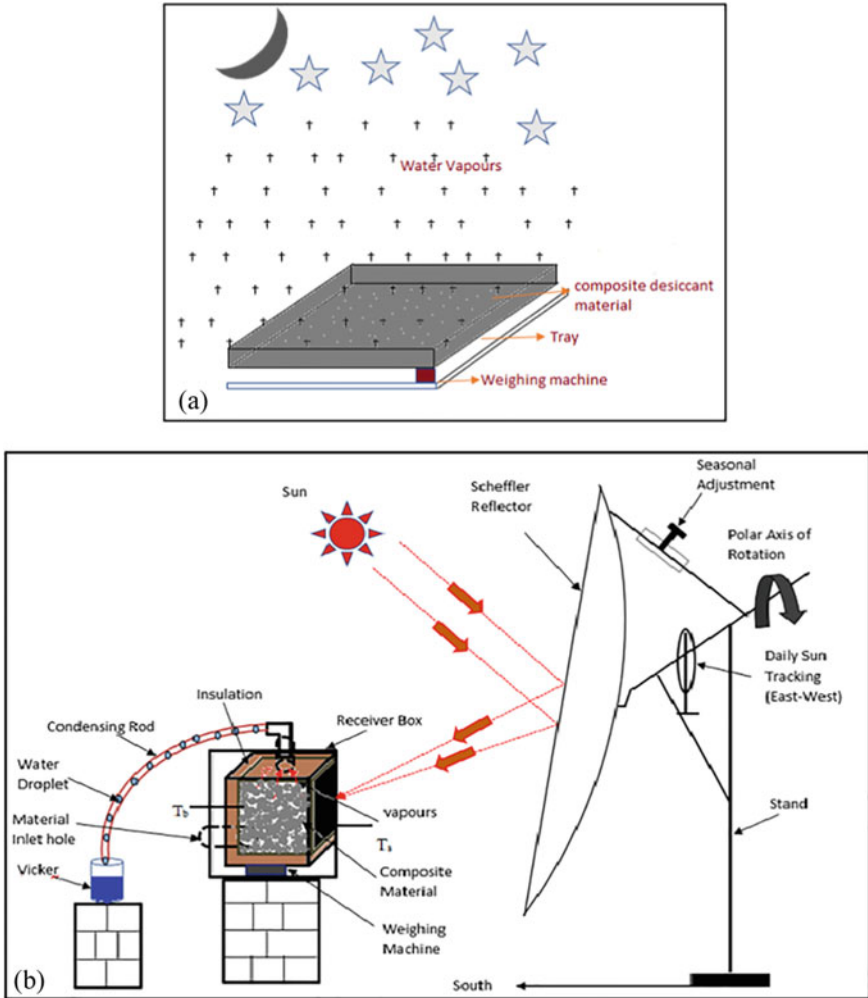 Water Vapours
composite desiccant
material
Tray
Weighing machine
(a)
Seasonal
Adjustment
Scheffler
Reflector
Sun
Polar Axis of
Rotation
Daily Sun
Tracking
(East-West)
Insulation
Receiver Box
Condensing Rod
Water
Droplet
Material
Inlet hole
Vicker
Tb
vapours
Ts
Composite
Material
Weighing
Machine
Stand
South
(b)